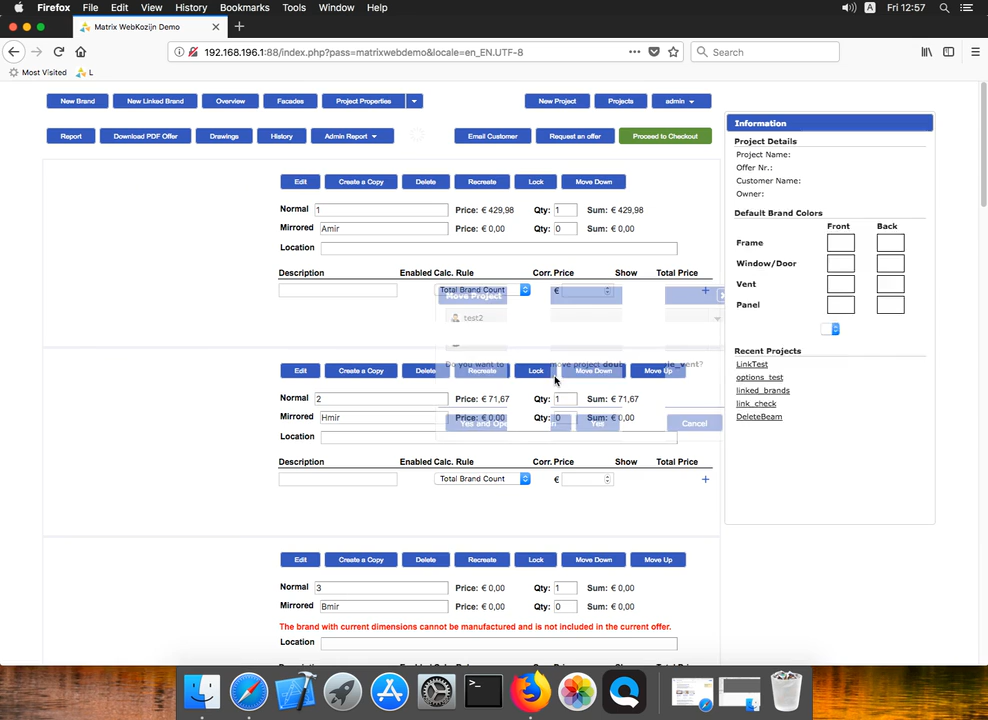 Firefox File Edit View History Bookmarks Tools Window Help A Fri 12:57
Matrix WebKozijn Demo
192.168.196.1:88/index.php?pass=matrixwebdemo&locale=en_EN.UTF-8 Search
Most Visited L
New Brand New Linked Brand Overview Facades Project Properties New Project Projects admin
Report Download PDF Offer Drawings History Admin Report Email Customer Request an offer Proceed to Checkout
Information
Project Details
Project Name:
Offer Nr.:
Customer Name:
Owner:
Default Brand Colors
Front Back
Frame
Window/Door
Vent
Panel
Recent Projects
LinkTest
options_test
linked_brands
link_check
DeleteBeam
Edit Create a Copy Delete Recreate Lock Move Down
Normal 1 Price: € 429,98 Qty: 1 Sum: € 429,98
Mirrored Amir Price: € 0,00 Qty: 0 Sum: € 0,00
Location
Description Enabled Calc. Rule Corr. Price Show Total Price
Total Brand Count € +
Move Project
test2
Do you want to move project double_vent?
Edit Create a Copy Delete Recreate Lock Move Down Move Up
Normal 2 Price: € 71,67 Qty: 1 Sum: € 71,67
Mirrored Hmir Price: € 0,00 Qty: 0 Sum: € 0,00
Yes and Open Yes Cancel
Location
Description Enabled Calc. Rule Corr. Price Show Total Price
Total Brand Count € +
Edit Create a Copy Delete Recreate Lock Move Down Move Up
Normal 3 Price: € 0,00 Qty: 1 Sum: € 0,00
Mirrored Bmir Price: € 0,00 Qty: 0 Sum: € 0,00
The brand with current dimensions cannot be manufactured and is not included in the current offer.
Location